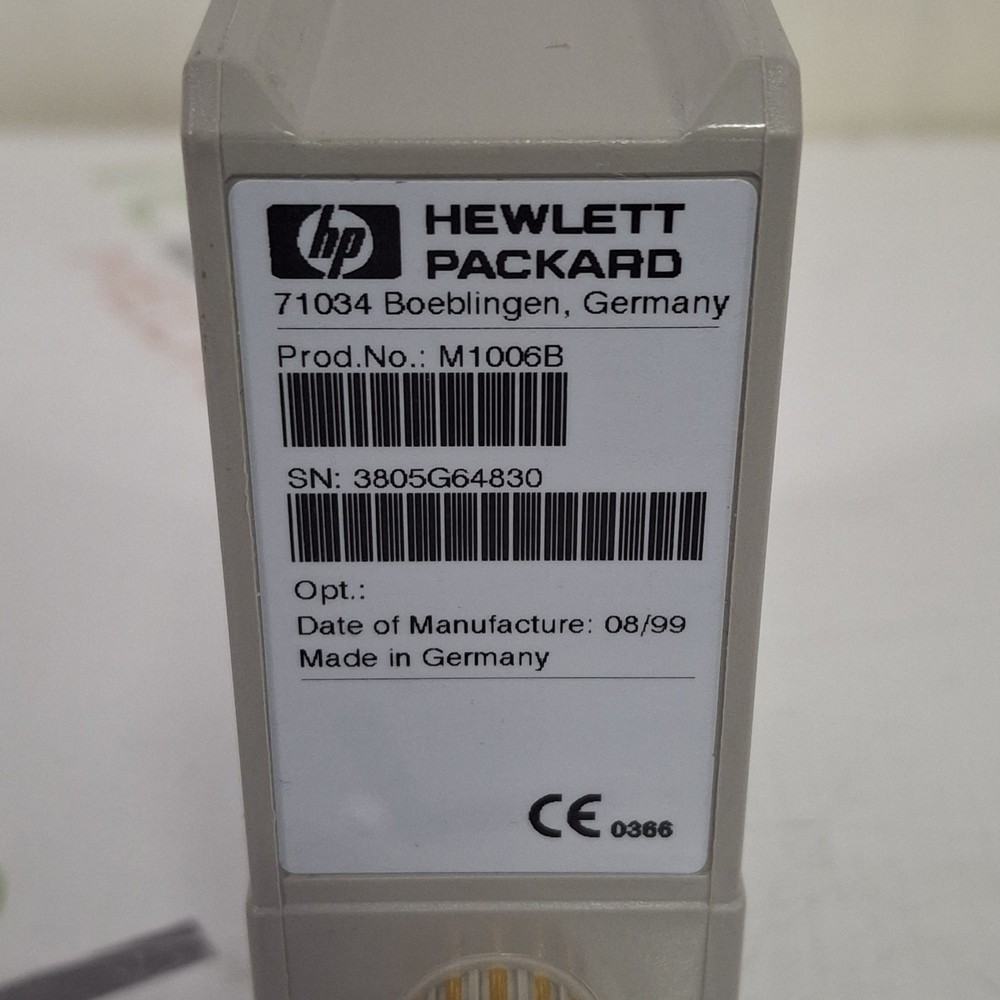 hp HEWLETT
PACKARD
71034 Boeblingen, Germany
Prod.No.: M1006B
SN: 3805G64830
Opt.:
Date of Manufacture: 08/99
Made in Germany
CE 0366